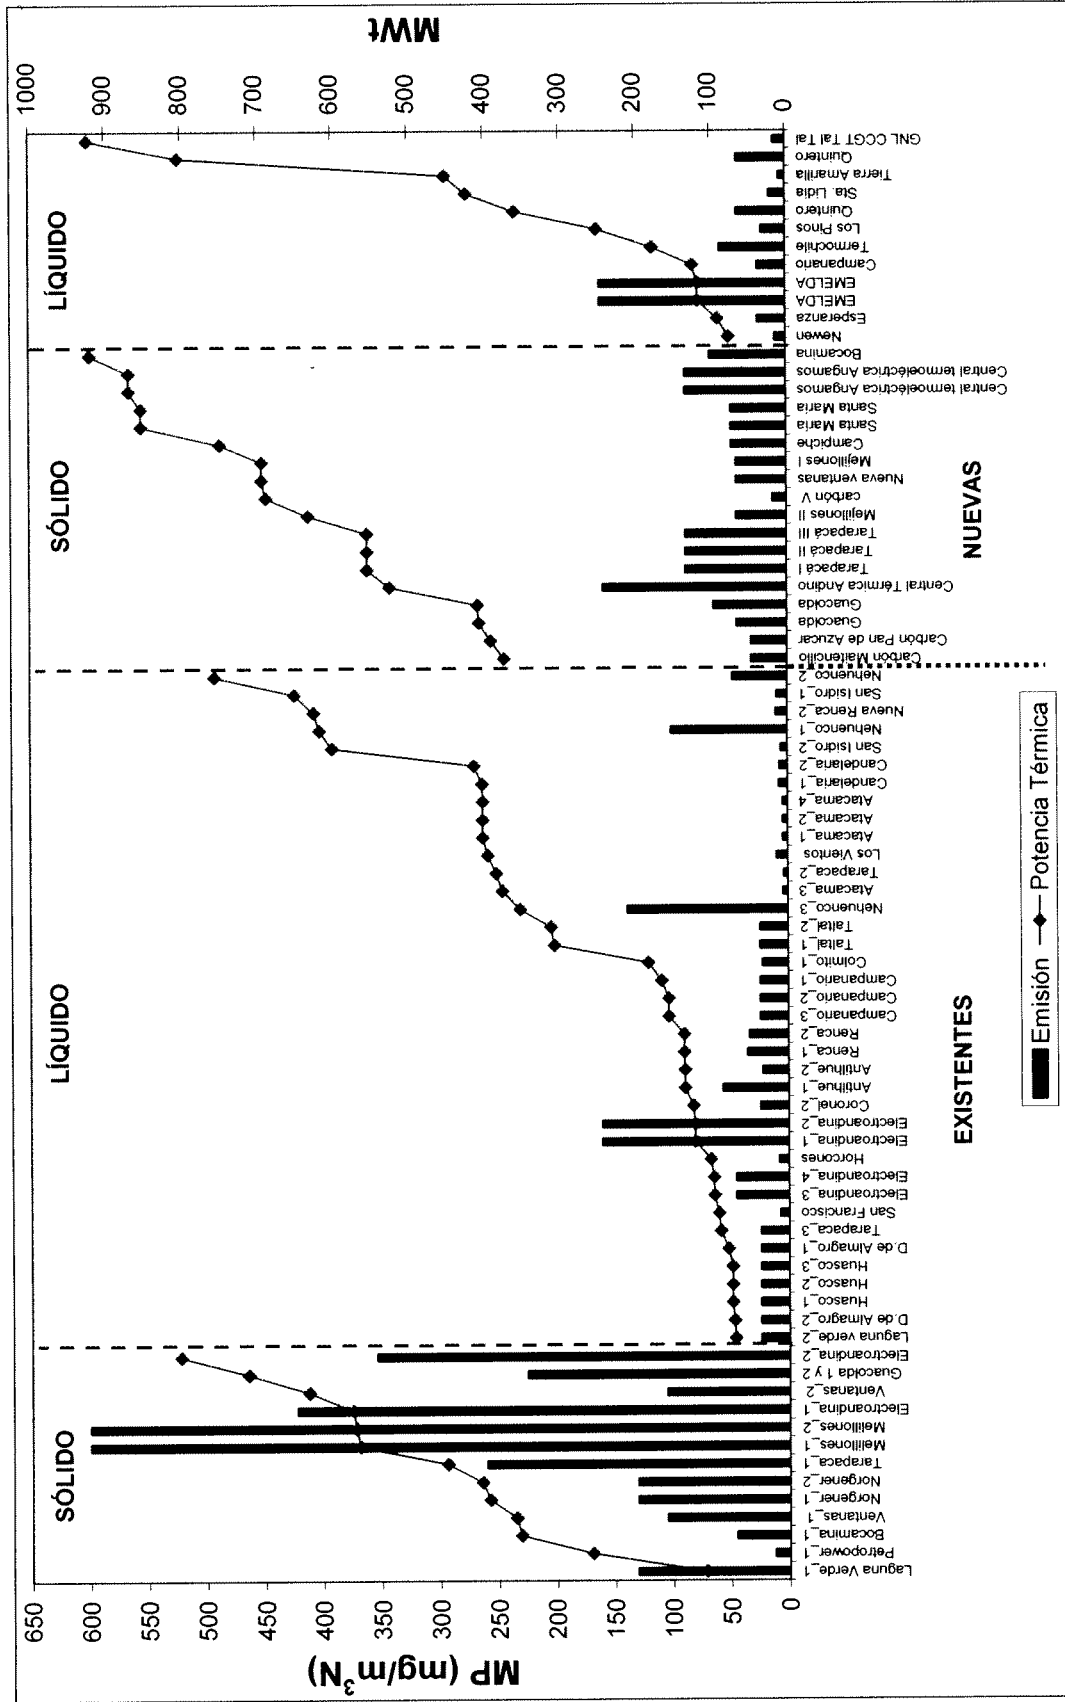 MWt
1000
900
800
700
600
500
400
300
200
100
0
LÍQUIDO
SÓLIDO
LÍQUIDO
SÓLIDO
GNL CCGT Tal Tal
Quintero
Tierra Amarilla
Sta. Lidia
Quintero
Los Pinos
Termochile
Campanario
EMELDA
EMELDA
Esperanza
Newen
Bocamina
Central termoeléctrica Angamos
Central termoeléctrica Angamos
Santa María
Santa María
Campiche
Mejillones I
Nueva ventanas
carbón V
Mejillones II
Tarapacá III
Tarapacá II
Tarapacá I
Central Térmica Andino
Guacolda
Guacolda
Carbón Pan de Azucar
Carbón Maitencillo
Nehuenco_2
San Isidro_1
Nueva Renca_2
Nehuenco_1
San Isidro_2
Candelaria_2
Candelaria_1
Atacama_4
Atacama_2
Atacama_1
Los Vientos
Tarapaca_2
Atacama_3
Nehuenco_3
Taltal_2
Taltal_1
Colmito_1
Campanario_1
Campanario_2
Campanario_3
Renca_2
Renca_1
Antilhue_2
Antilhue_1
Coronel_2
Electroandina_2
Electroandina_1
Horcones
Electroandina_4
Electroandina_3
San Francisco
Tarapaca_3
D.de Almagro_1
Huasco_3
Huasco_2
Huasco_1
D.de Almagro_2
Laguna verde_2
Electroandina_2
Guacolda 1 y 2
Ventanas_2
Electroandina_1
Mejillones_2
Mejillones_1
Tarapaca_1
Norgener_2
Norgener_1
Ventanas_1
Bocamina_1
Petropower_1
Laguna Verde_1
NUEVAS
EXISTENTES
650
600
550
500
450
400
350
300
250
200
150
100
50
0
MP (mg/m³N)
Emisión
Potencia Térmica